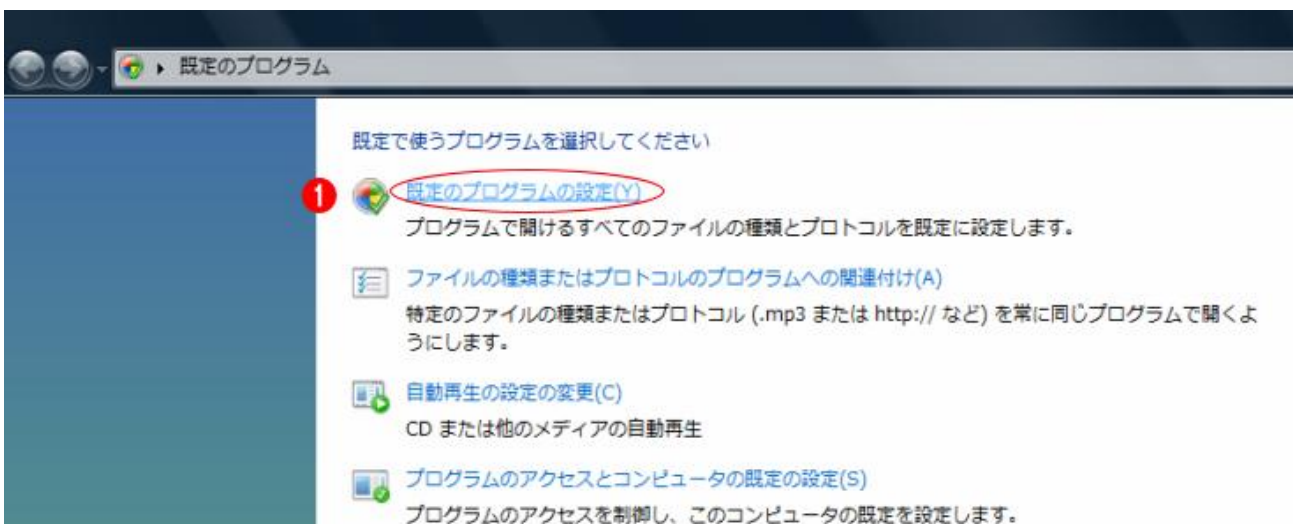 既定のプログラム
既定で使うプログラムを選択してください
1 既定のプログラムの設定(Y)
プログラムで開けるすべてのファイルの種類とプロトコルを既定に設定します。
ファイルの種類またはプロトコルのプログラムへの関連付け(A)
特定のファイルの種類またはプロトコル (.mp3 または http:// など) を常に同じプログラムで開くよ
うにします。
自動再生の設定の変更(C)
CD または他のメディアの自動再生
プログラムのアクセスとコンピュータの既定の設定(S)
プログラムのアクセスを制御し、このコンピュータの既定を設定します。